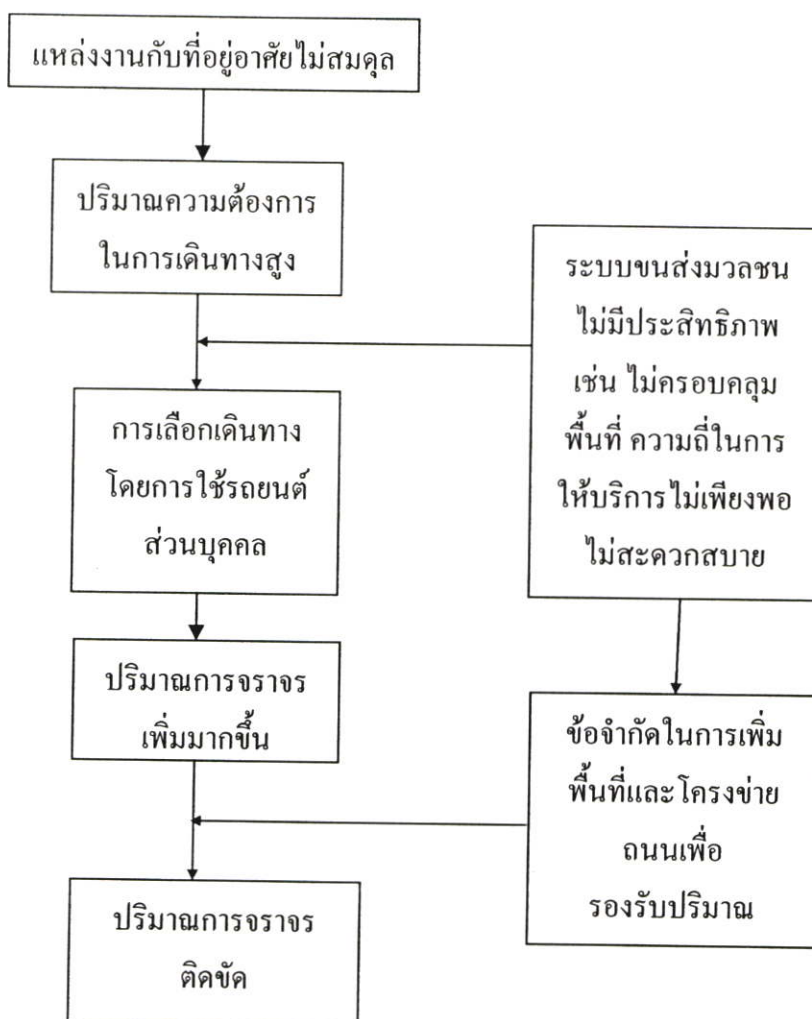 แหล่งงานกับที่อยู่อาศัยไม่สมดุล
ปริมาณความต้องการ
ในการเดินทางสูง
ระบบขนส่งมวลชน
ไม่มีประสิทธิภาพ
เช่น ไม่ครอบคลุม
พื้นที่ ความถี่ในการ
ให้บริการไม่เพียงพอ
ไม่สะดวกสบาย
การเลือกเดินทาง
โดยการใช้รถยนต์
ส่วนบุคคล
ปริมาณการจราจร
เพิ่มมากขึ้น
ข้อจำกัดในการเพิ่ม
พื้นที่และโครงข่าย
ถนนเพื่อ
รองรับปริมาณ
ปริมาณการจราจร
ติดขัด